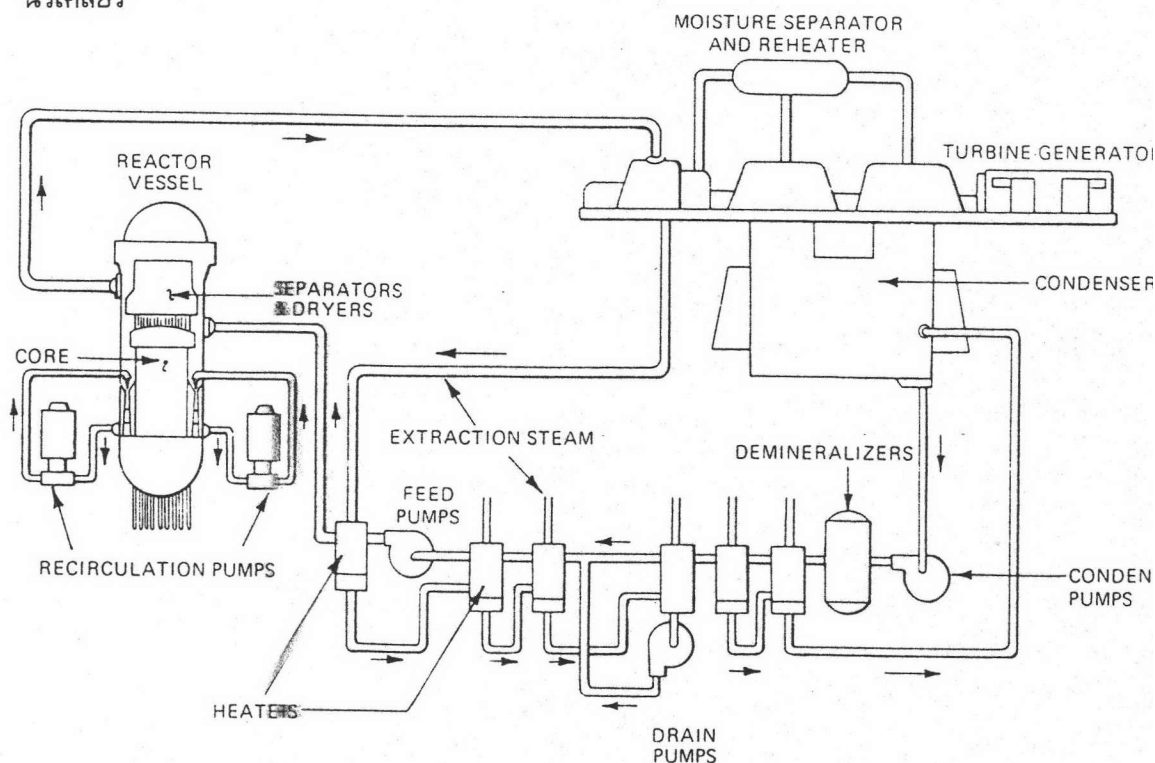 MOISTURE SEPARATOR
AND REHEATER
REACTOR
VESSEL
TURBINE-GENERATOR
SEPARATORS
& DRYERS
CONDENSER
CORE
EXTRACTION STEAM
DEMINERALIZERS
FEED
PUMPS
RECIRCULATION PUMPS
CONDEN
PUMPS
HEATERS
DRAIN
PUMPS